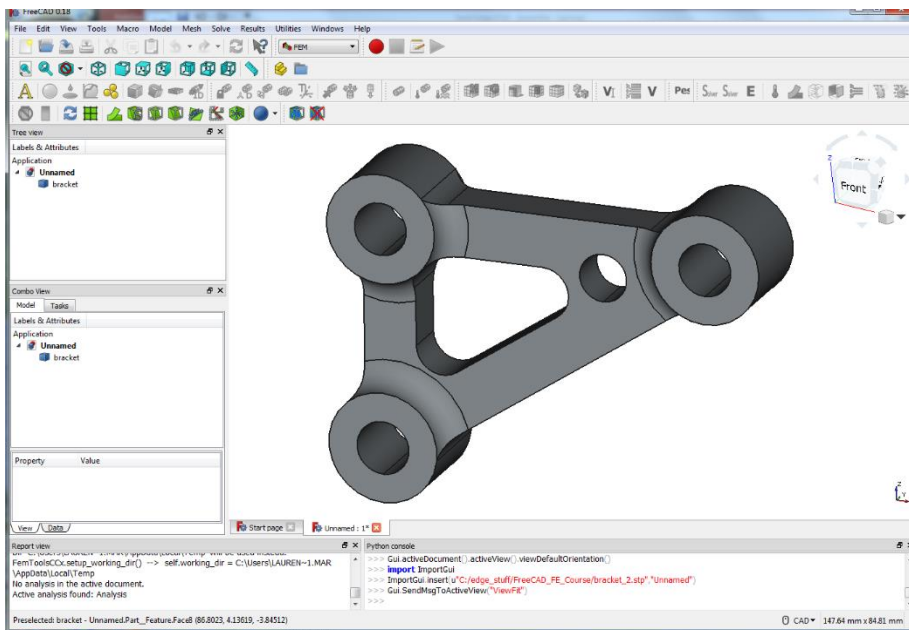 FreeCAD 0.18
File Edit View Tools Macro Model Mesh Solve Results Utilities Windows Help
FEM
Tree view
Labels & Attributes
Application
Unnamed
bracket
Combo View
Model Tasks
Labels & Attributes
Application
Unnamed
bracket
Property Value
View Data
Front
Z
Z
Y
Start page Unnamed : 1*
Report view
FemToolsCCx.setup_working_dir() --> self.working_dir = C:\Users\LAUREN~1.MAR
\AppData\Local\Temp
No analysis in the active document.
Active analysis found: Analysis
Python console
>>> Gui.activeDocument().activeView().viewDefaultOrientation()
>>> import ImportGui
>>> ImportGui.insert(u"C:/edge_stuff/FreeCAD_FE_Course/bracket_2.stp","Unnamed")
>>> Gui.SendMsgToActiveView("ViewFit")
>>>
Preselected: bracket - Unnamed.Part__Feature.Face8 (86.8023, 4.13619, -3.84512)
CAD 147.64 mm x 84.81 mm